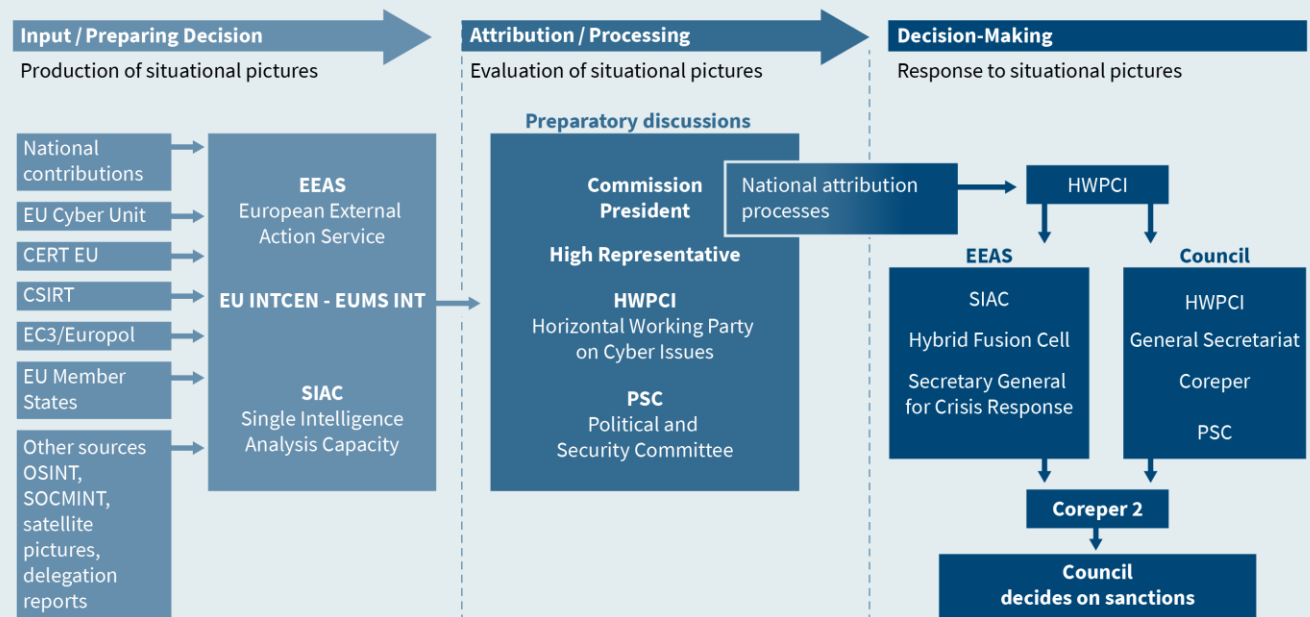 Input / Preparing Decision
Production of situational pictures
National
contributions
EU Cyber Unit
CERT EU
CSIRT
EC3/Europol
EU Member
States
Other sources
OSINT,
SOCMINT,
satellite
pictures,
delegation
reports
EEAS
European External
Action Service
EU INTCEN - EUMS INT
SIAC
Single Intelligence
Analysis Capacity
Attribution / Processing
Evaluation of situational pictures
Preparatory discussions
Commission
President
High Representative
HWPCI
Horizontal Working Party
on Cyber Issues
PSC
Political and
Security Committee
National attribution
processes
Decision-Making
Response to situational pictures
HWPCI
EEAS
SIAC
Hybrid Fusion Cell
Secretary General
for Crisis Response
Council
HWPCI
General Secretariat
Coreper
PSC
Coreper 2
Council
decides on sanctions